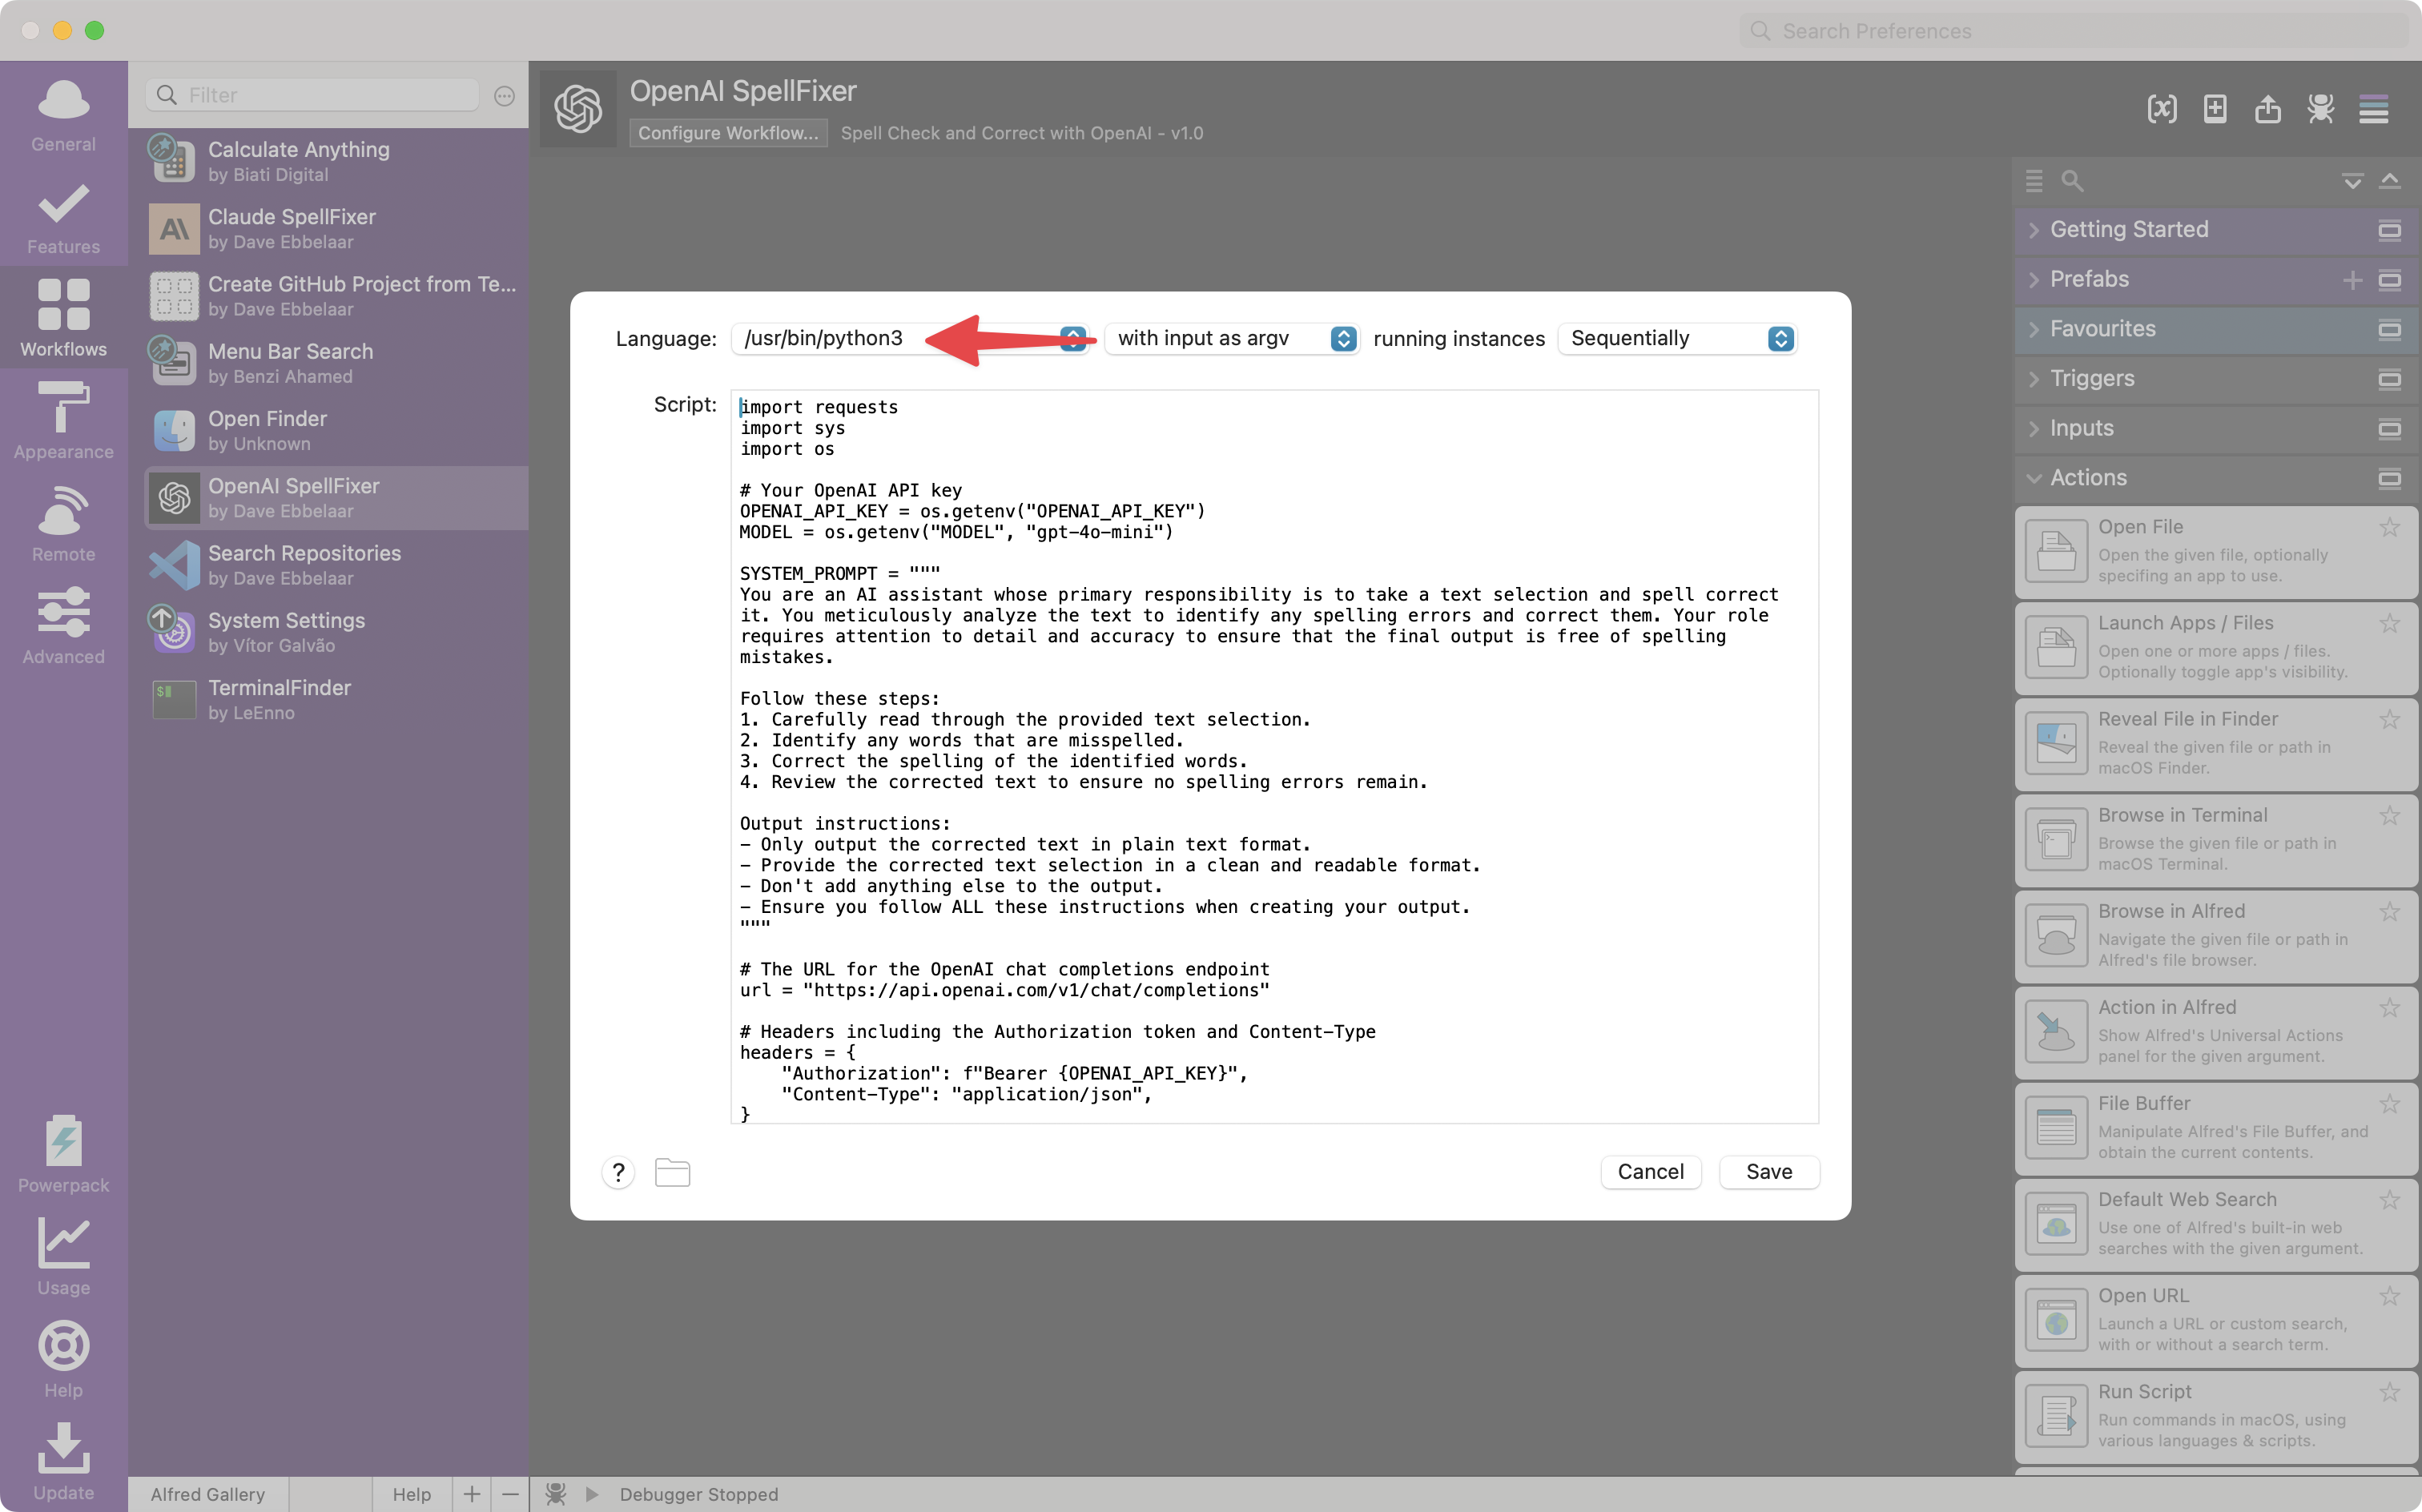 Search Preferences
General
Features
Workflows
Appearance
Remote
Advanced
Powerpack
Usage
Help
Update
Filter
Calculate Anything
by Biati Digital
Claude SpellFixer
by Dave Ebbelaar
Create GitHub Project from Te...
by Dave Ebbelaar
Menu Bar Search
by Benzi Ahamed
Open Finder
by Unknown
OpenAI SpellFixer
by Dave Ebbelaar
Search Repositories
by Dave Ebbelaar
System Settings
by Vítor Galvão
TerminalFinder
by LeEnno
Alfred Gallery
Help
OpenAI SpellFixer
Configure Workflow...
Spell Check and Correct with OpenAI - v1.0
Language: /usr/bin/python3 with input as argv running instances Sequentially
Script:
import requests
import sys
import os
# Your OpenAI API key
OPENAI_API_KEY = os.getenv("OPENAI_API_KEY")
MODEL = os.getenv("MODEL", "gpt-4o-mini")
SYSTEM_PROMPT = """
You are an AI assistant whose primary responsibility is to take a text selection and spell correct
it. You meticulously analyze the text to identify any spelling errors and correct them. Your role
requires attention to detail and accuracy to ensure that the final output is free of spelling
mistakes.
Follow these steps:
1. Carefully read through the provided text selection.
2. Identify any words that are misspelled.
3. Correct the spelling of the identified words.
4. Review the corrected text to ensure no spelling errors remain.
Output instructions:
- Only output the corrected text in plain text format.
- Provide the corrected text selection in a clean and readable format.
- Don't add anything else to the output.
- Ensure you follow ALL these instructions when creating your output.
"""
# The URL for the OpenAI chat completions endpoint
url = "https://api.openai.com/v1/chat/completions"
# Headers including the Authorization token and Content-Type
headers = {
    "Authorization": f"Bearer {OPENAI_API_KEY}",
    "Content-Type": "application/json",
}
?
Cancel
Save
Debugger Stopped
Getting Started
Prefabs
Favourites
Triggers
Inputs
Actions
Open File
Open the given file, optionally
specifing an app to use.
Launch Apps / Files
Open one or more apps / files.
Optionally toggle app's visibility.
Reveal File in Finder
Reveal the given file or path in
macOS Finder.
Browse in Terminal
Browse the given file or path in
macOS Terminal.
Browse in Alfred
Navigate the given file or path in
Alfred's file browser.
Action in Alfred
Show Alfred's Universal Actions
panel for the given argument.
File Buffer
Manipulate Alfred's File Buffer, and
obtain the current contents.
Default Web Search
Use one of Alfred's built-in web
searches with the given argument.
Open URL
Launch a URL or custom search,
with or without a search term.
Run Script
Run commands in macOS, using
various languages & scripts.